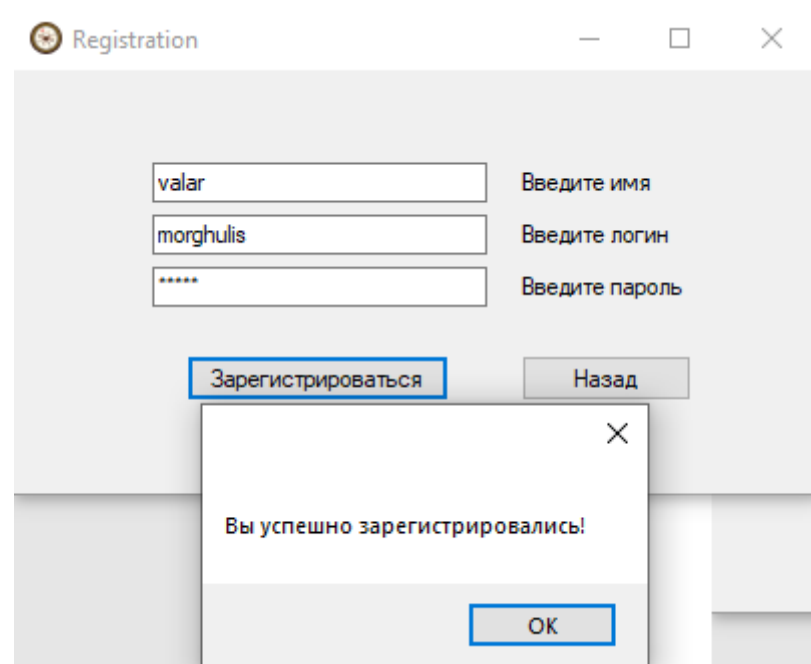 Registration
valar Введите имя
morghulis Введите логин
***** Введите пароль
Зарегистрироваться Назад
Вы успешно зарегистрировались!
OK